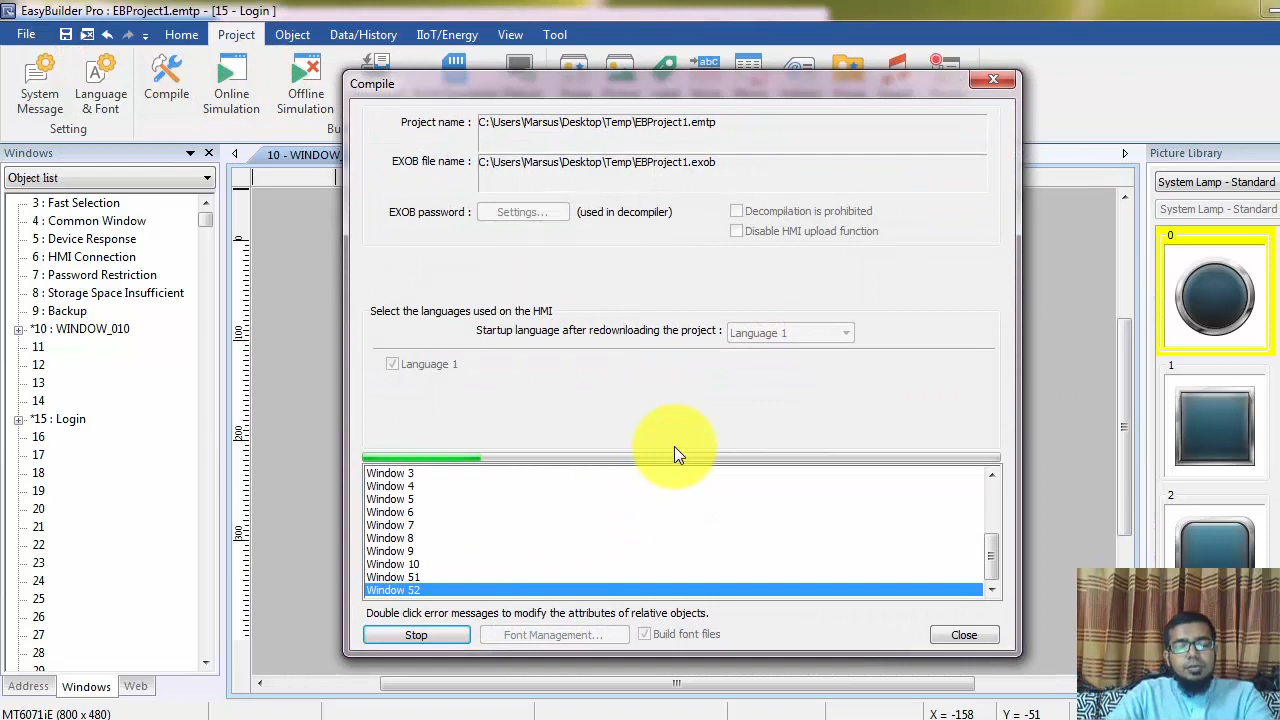 EasyBuilder Pro : EBProject1.emtp - [15 - Login ]
File Home Project Object Data/History IIoT/Energy View Tool
System Message
Language & Font
Compile
Online Simulation
Offline Simulation
Setting
abc
Windows
10 - WINDOW_
Picture Library
Object list
3 : Fast Selection
4 : Common Window
5 : Device Response
6 : HMI Connection
7 : Password Restriction
8 : Storage Space Insufficient
9 : Backup
*10 : WINDOW_010
11
12
13
14
*15 : Login
16
17
18
19
20
21
22
23
24
25
26
27
28
29
Address Windows Web
MT6071iE (800 x 480)
0
100
200
300
Compile
Project name : C:\Users\Marsus\Desktop\Temp\EBProject1.emtp
EXOB file name : C:\Users\Marsus\Desktop\Temp\EBProject1.exob
EXOB password : Settings... (used in decompiler)
Decompilation is prohibited
Disable HMI upload function
Select the languages used on the HMI
Startup language after redownloading the project : Language 1
Language 1
Window 3
Window 4
Window 5
Window 6
Window 7
Window 8
Window 9
Window 10
Window 51
Window 52
Double click error messages to modify the attributes of relative objects.
Stop Font Management... Build font files Close
System Lamp - Standard
System Lamp - Standard
0
1
2
X = -158 Y = -51